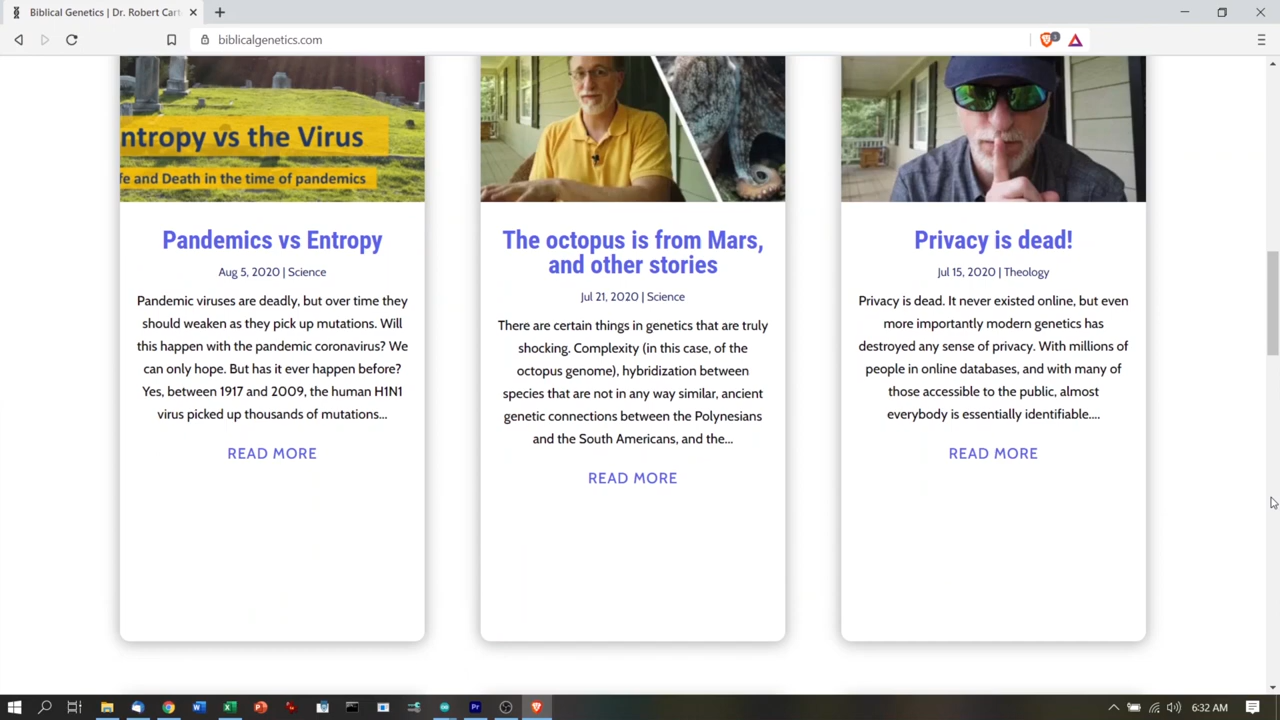 Biblical Genetics | Dr. Robert Cart
biblicalgenetics.com
1
ntropy vs the Virus
fe and Death in the time of pandemics
Pandemics vs Entropy
Aug 5, 2020 | Science
Pandemic viruses are deadly, but over time they
should weaken as they pick up mutations. Will
this happen with the pandemic coronavirus? We
can only hope. But has it ever happen before?
Yes, between 1917 and 2009, the human H1N1
virus picked up thousands of mutations...
READ MORE
The octopus is from Mars,
and other stories
Jul 21, 2020 | Science
There are certain things in genetics that are truly
shocking. Complexity (in this case, of the
octopus genome), hybridization between
species that are not in any way similar, ancient
genetic connections between the Polynesians
and the South Americans, and the...
READ MORE
Privacy is dead!
Jul 15, 2020 | Theology
Privacy is dead. It never existed online, but even
more importantly modern genetics has
destroyed any sense of privacy. With millions of
people in online databases, and with many of
those accessible to the public, almost
everybody is essentially identifiable....
READ MORE
6:32 AM